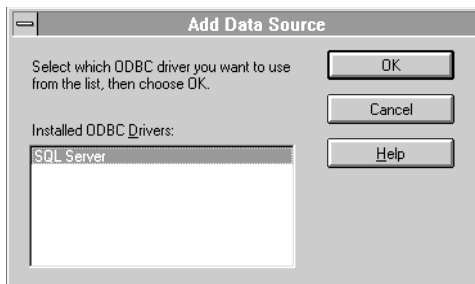 Add Data Source
Select which ODBC driver you want to use
from the list, then choose OK.
Installed ODBC Drivers:
SQL Server
OK
Cancel
Help